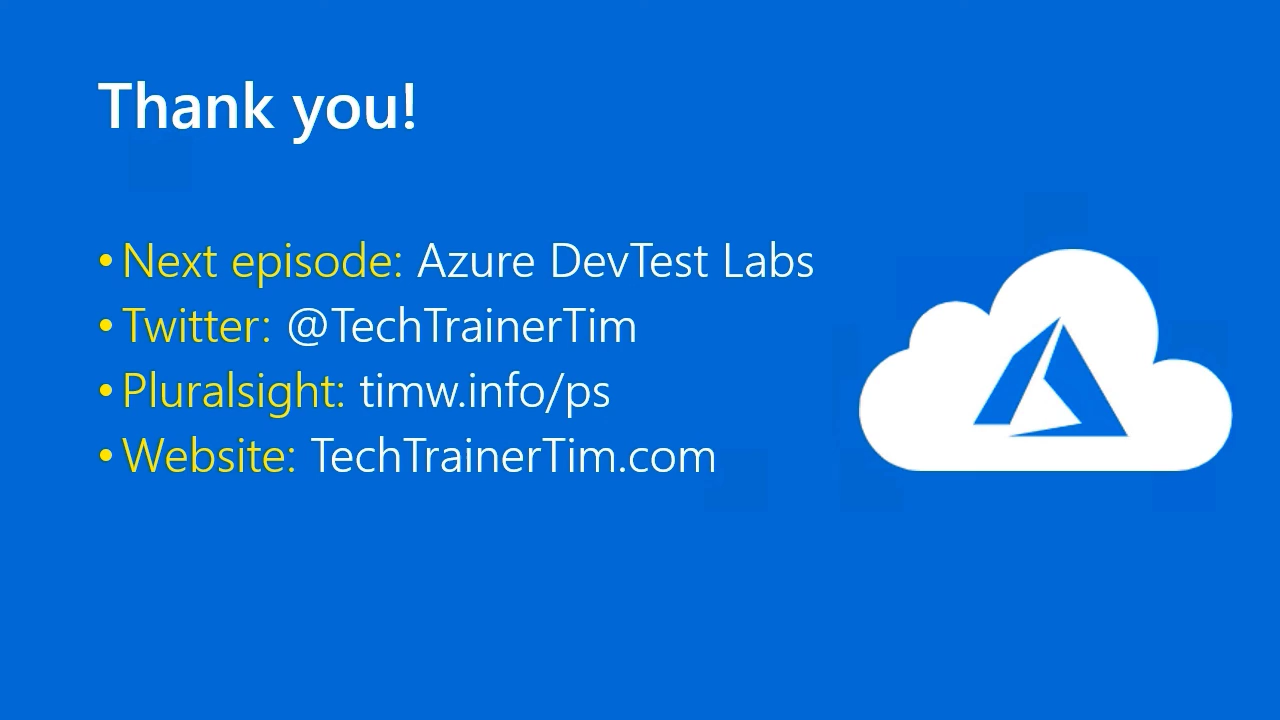 Thank you!
• Next episode: Azure DevTest Labs
• Twitter: @TechTrainerTim
• Pluralsight: timw.info/ps
• Website: TechTrainerTim.com